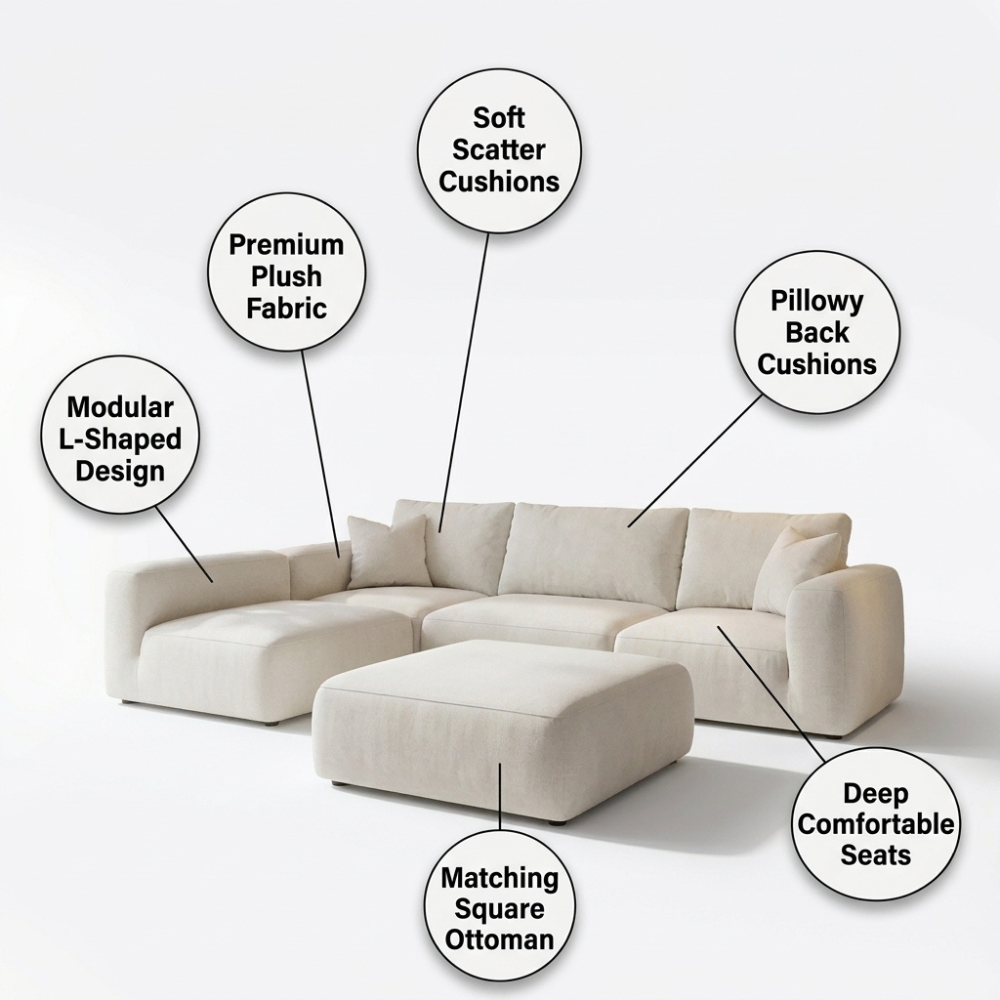 Soft
Scatter
Cushions
Premium
Plush
Fabric
Pillowy
Back
Cushions
Modular
L-Shaped
Design
Deep
Comfortable
Seats
Matching
Square
Ottoman